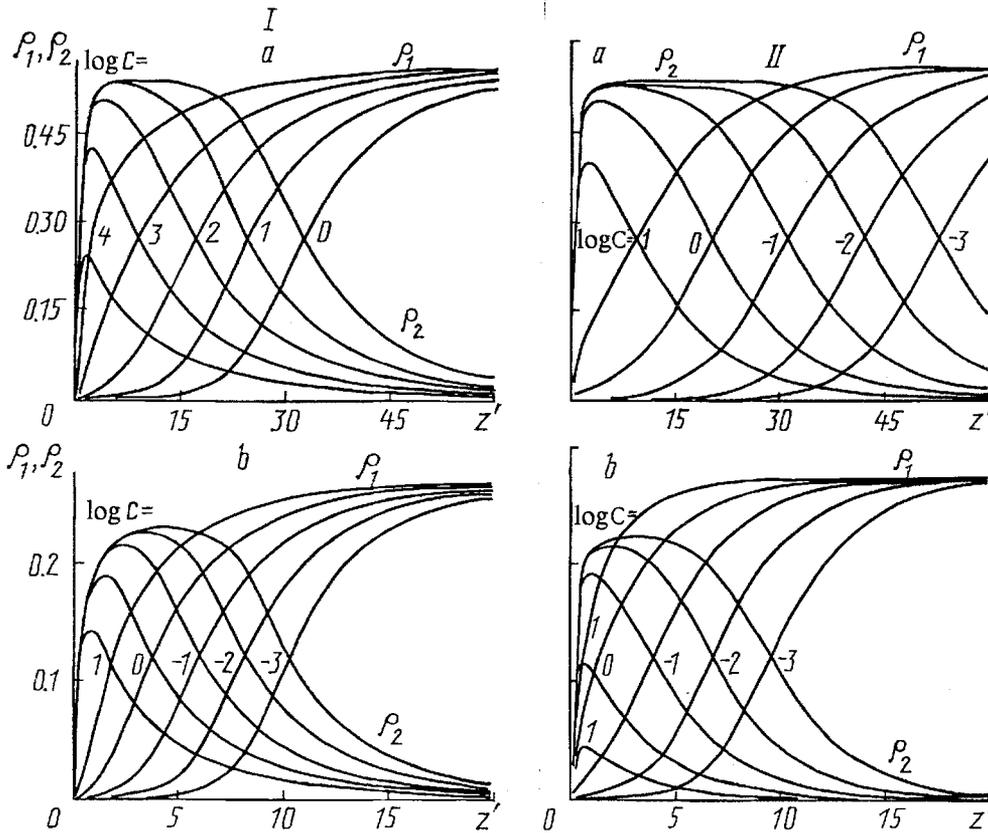 I
ρ₁, ρ₂ log C= a ρ₁
0.45
0.30
0.15
4 3 2 1 0
ρ₂
0 15 30 45 z'
a ρ₂ II ρ₁
log C= 1 0 -1 -2 -3
15 30 45 z'
ρ₁, ρ₂ b ρ₁
log C=
0.2
0.1
1 0 -1 -2 -3
ρ₂
0 5 10 15 z'
b ρ₁
log C=
1
0 -1 -2 -3
1
ρ₂
0 5 10 15 z'